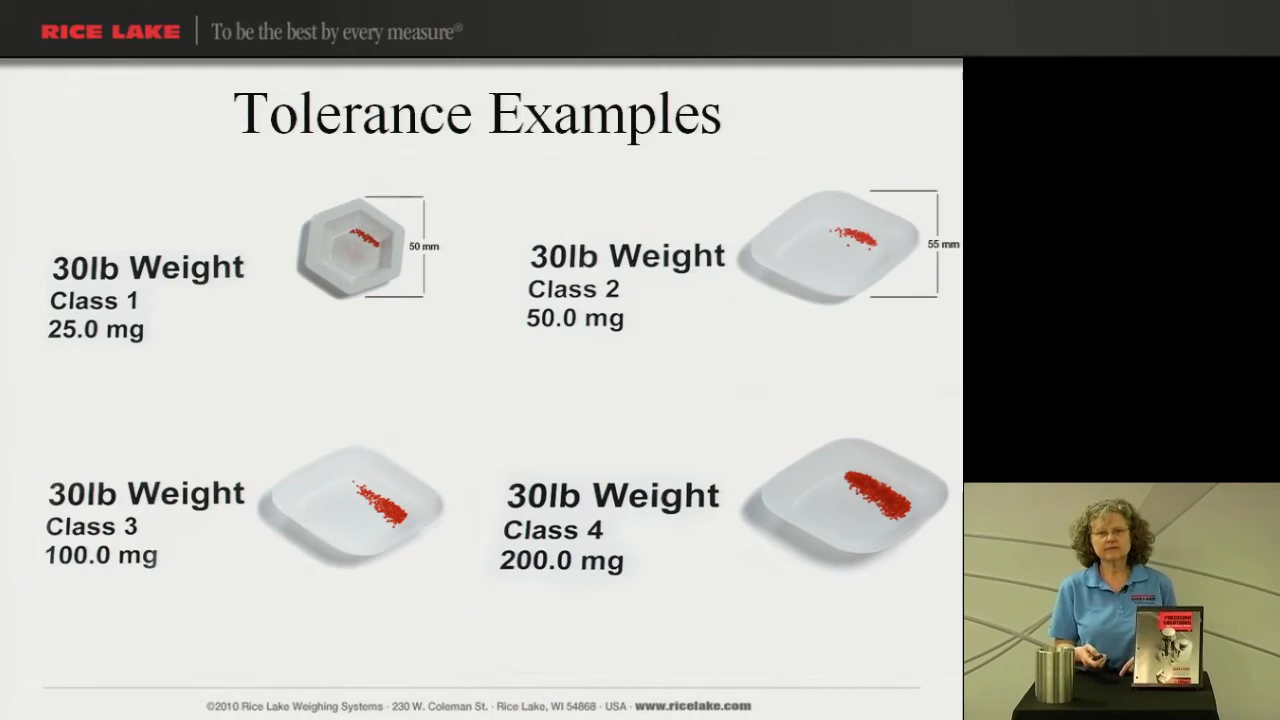 RICE LAKE To be the best by every measure®
Tolerance Examples
30lb Weight
Class 1
25.0 mg
50 mm
30lb Weight
Class 2
50.0 mg
55 mm
30lb Weight
Class 3
100.0 mg
30lb Weight
Class 4
200.0 mg
©2010 Rice Lake Weighing Systems · 230 W. Coleman St. · Rice Lake, WI 54868 · USA · www.ricelake.com
PRECISION
SOLUTIONS